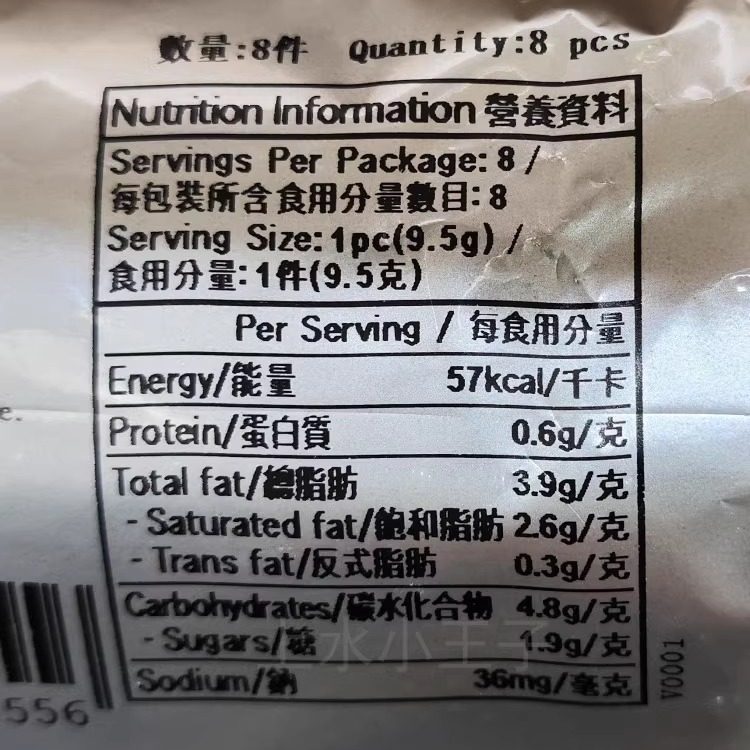 數量:8件 Quantity:8 pcs
Nutrition Information 營養資料
Servings Per Package: 8 /
每包裝所含食用分量數目: 8
Serving Size: 1pc(9.5g) /
食用分量: 1件(9.5克)
Per Serving / 每食用分量
Energy/能量 57kcal/千卡
Protein/蛋白質 0.6g/克
Total fat/總脂肪 3.9g/克
- Saturated fat/飽和脂肪 2.6g/克
- Trans fat/反式脂肪 0.3g/克
Carbohydrates/碳水化合物 4.8g/克
- Sugars/糖 1.9g/克
Sodium/鈉 36mg/毫克
e.
556
V0001